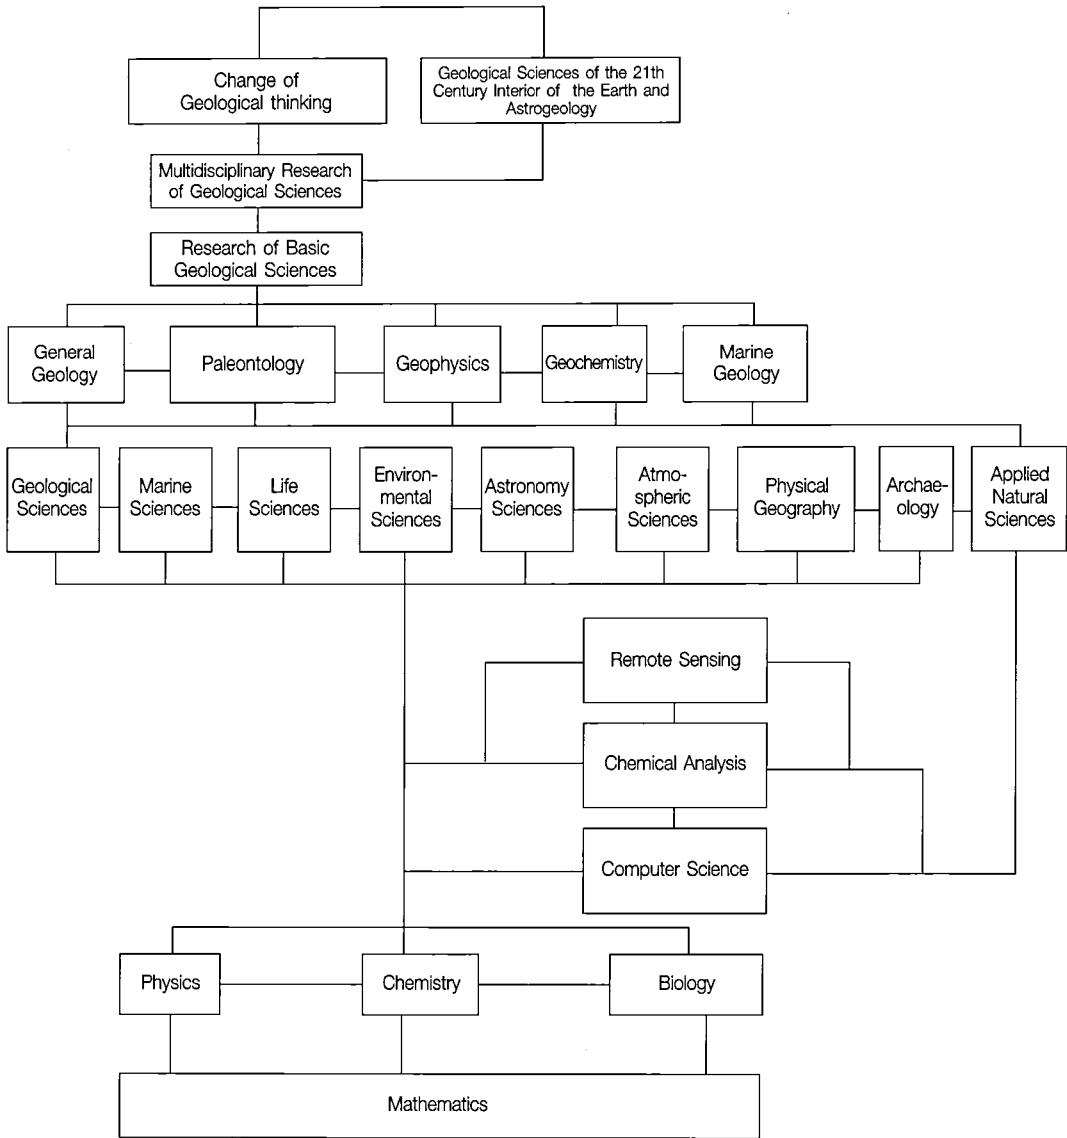 Change of
Geological thinking
Geological Sciences of the 21th
Century Interior of the Earth and
Astrogeology
Multidisciplinary Research
of Geological Sciences
Research of Basic
Geological Sciences
General
Geology
Paleontology
Geophysics
Geochemistry
Marine
Geology
Geological
Sciences
Marine
Sciences
Life
Sciences
Environ-
mental
Sciences
Astronomy
Sciences
Atmo-
spheric
Sciences
Physical
Geography
Archae-
ology
Applied
Natural
Sciences
Remote Sensing
Chemical Analysis
Computer Science
Physics
Chemistry
Biology
Mathematics